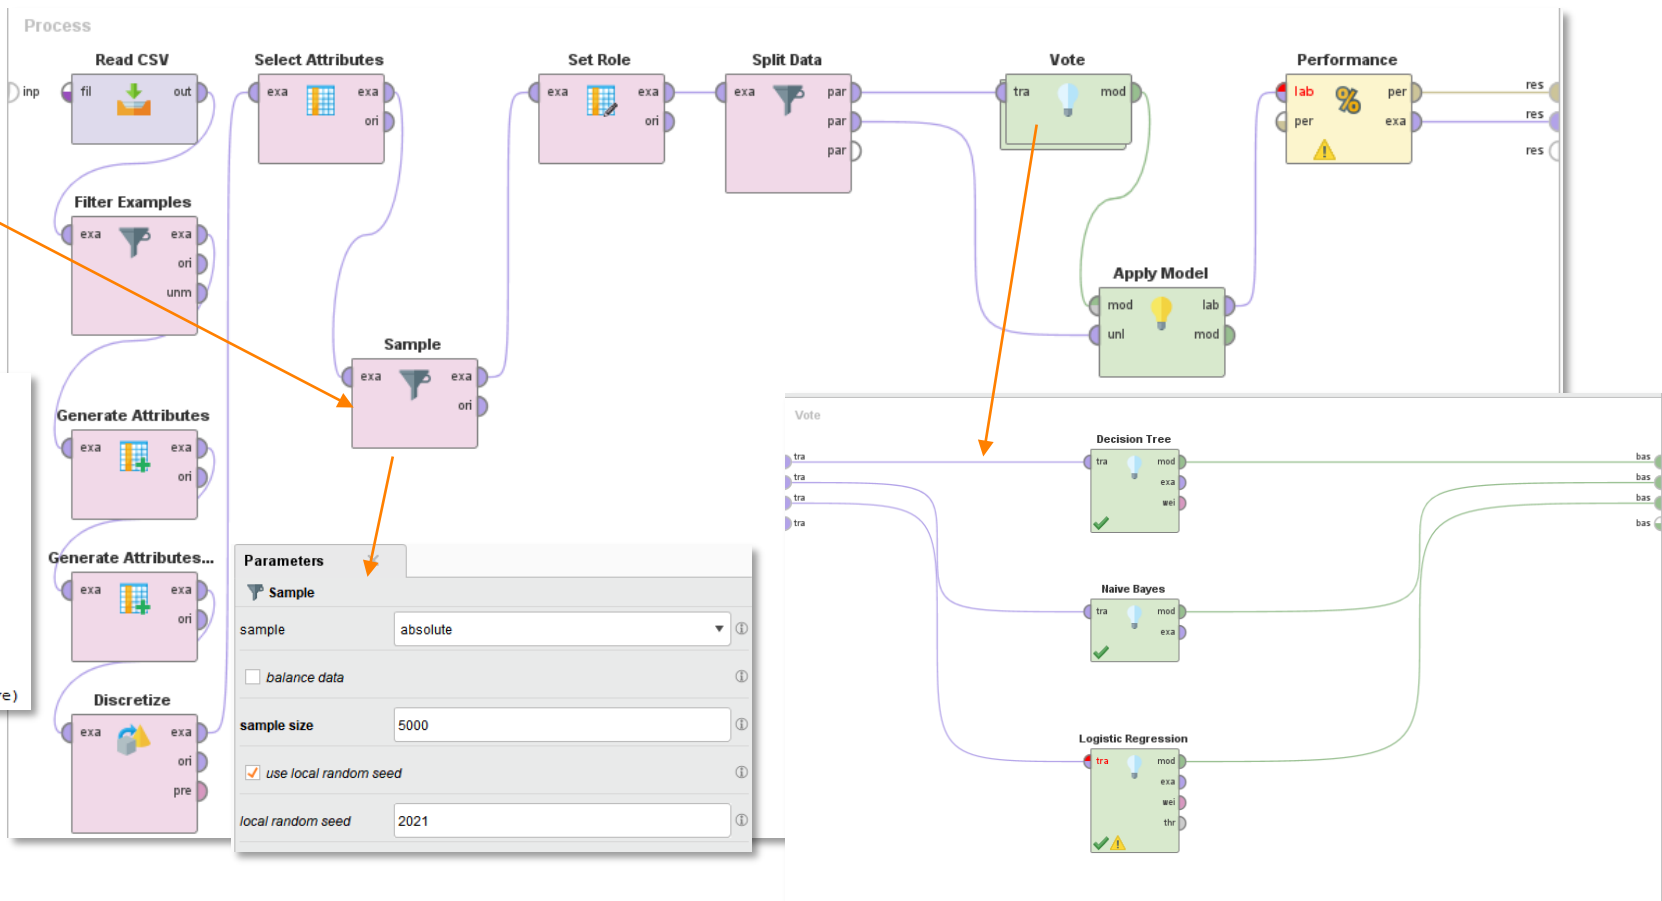 Process
Read CSV
Select Attributes
Set Role
Split Data
Vote
Performance
inp
fil
out
exa
exa
ori
exa
exa
ori
exa
par
par
par
tra
mod
lab
per
per
exa
res
res
res
Filter Examples
exa
exa
ori
unm
Apply Model
mod
lab
unl
mod
Sample
exa
exa
ori
Generate Attributes
exa
exa
ori
Generate Attributes...
exa
exa
ori
Discretize
exa
exa
ori
pre
e)
Parameters
Sample
sample
absolute
balance data
sample size
5000
use local random seed
local random seed
2021
Vote
tra
tra
tra
tra
Decision Tree
tra
mod
exa
wei
Naive Bayes
tra
mod
exa
Logistic Regression
tra
mod
exa
wei
thr
bas
bas
bas
bas